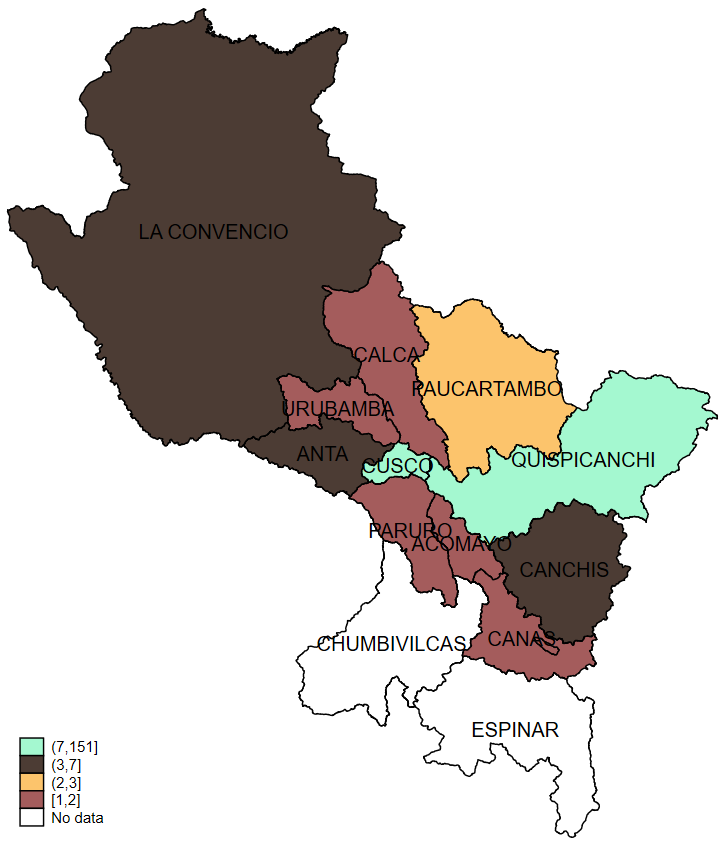 LA CONVENCIO
CALCA
PAUCARTAMBO
URUBAMBA
ANTA
CUSCO
QUISPICANCHI
PARURO
ACOMAYO
CANCHIS
CHUMBIVILCAS
CANAS
ESPINAR
(7,151]
(3,7]
(2,3]
[1,2]
No data